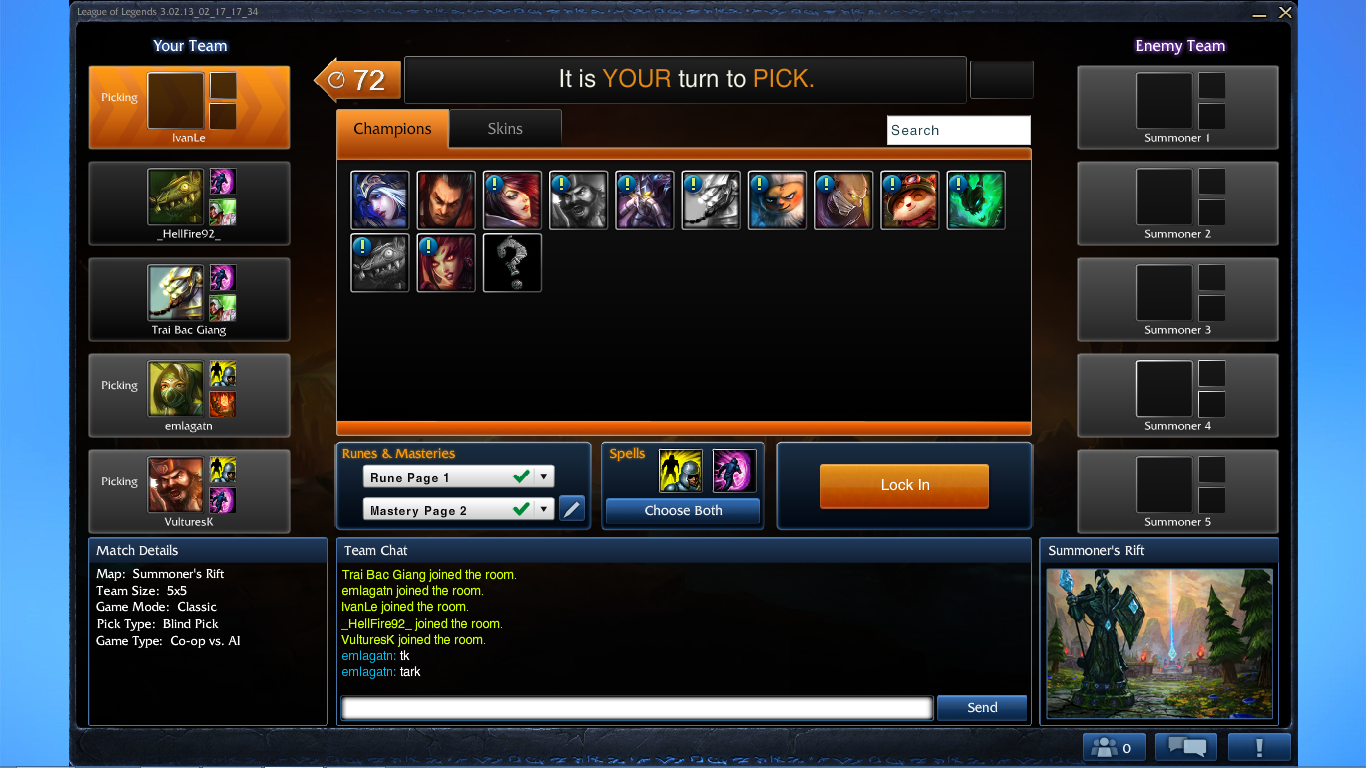 League of Legends 3.02.13_02_17_17_34
Your Team
Enemy Team
Picking
IvanLe
_HellFire92_
Trai Bac Giang
Picking
emlagatn
Picking
VulturesK
72
It is YOUR turn to PICK.
Champions
Skins
Search
Summoner 1
Summoner 2
Summoner 3
Summoner 4
Summoner 5
Runes & Masteries
Rune Page 1
Mastery Page 2
Spells
Choose Both
Lock In
Match Details
Map: Summoner's Rift
Team Size: 5x5
Game Mode: Classic
Pick Type: Blind Pick
Game Type: Co-op vs. AI
Team Chat
Trai Bac Giang joined the room.
emlagatn joined the room.
IvanLe joined the room.
_HellFire92_ joined the room.
VulturesK joined the room.
emlagatn: tk
emlagatn: tark
Send
Summoner's Rift
0